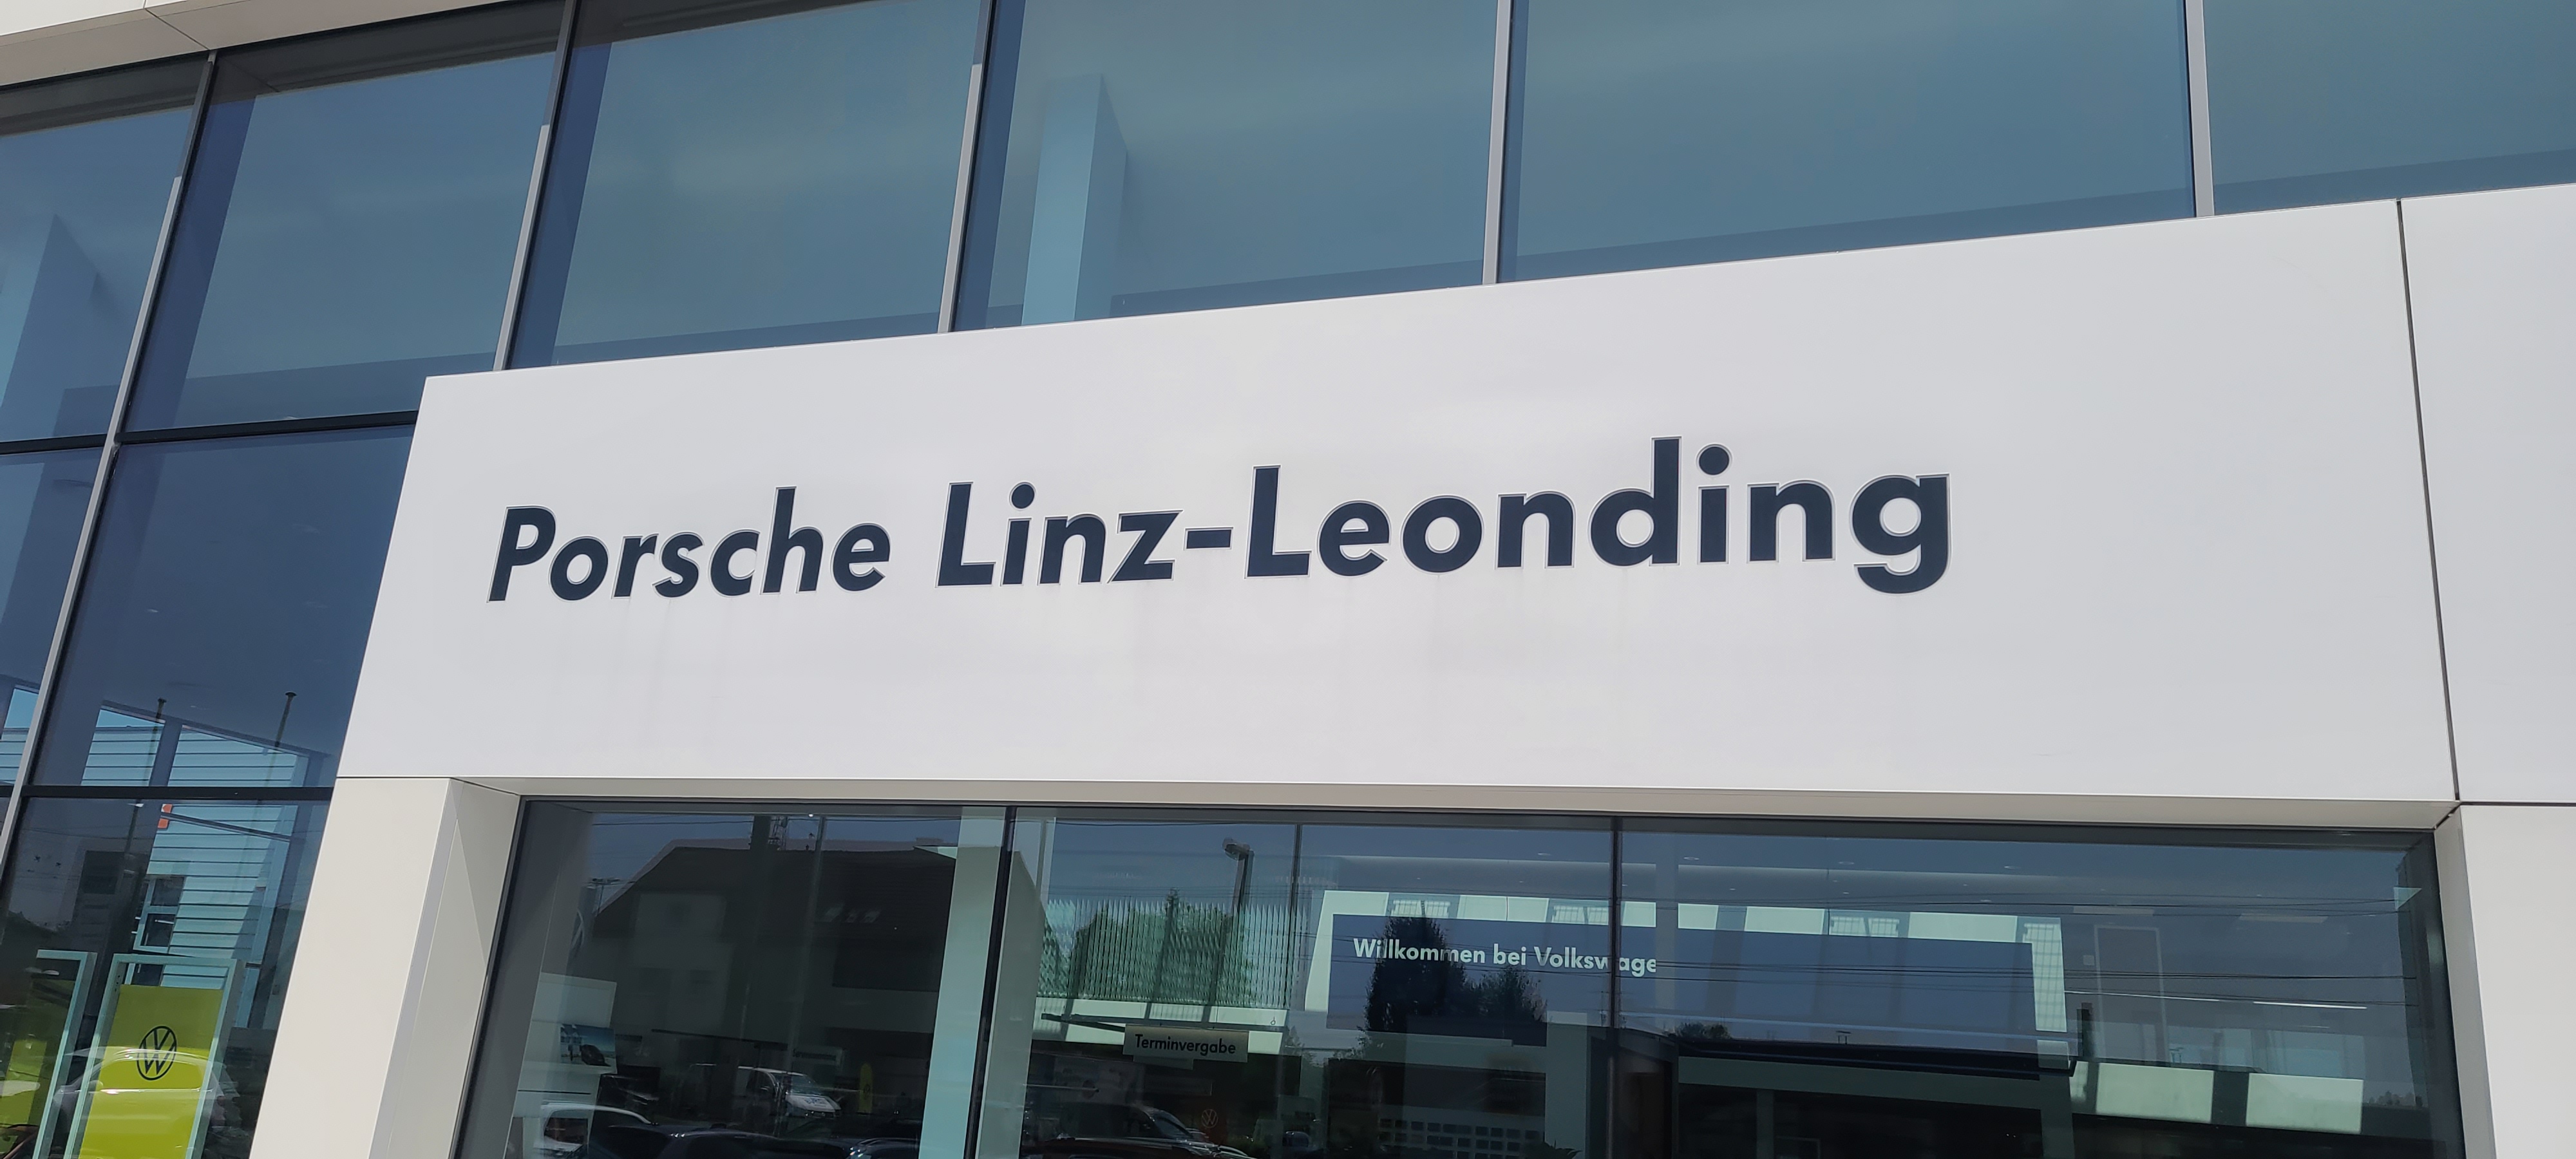 Porsche Linz-Leonding
Willkommen bei Volkswage
Terminvergabe